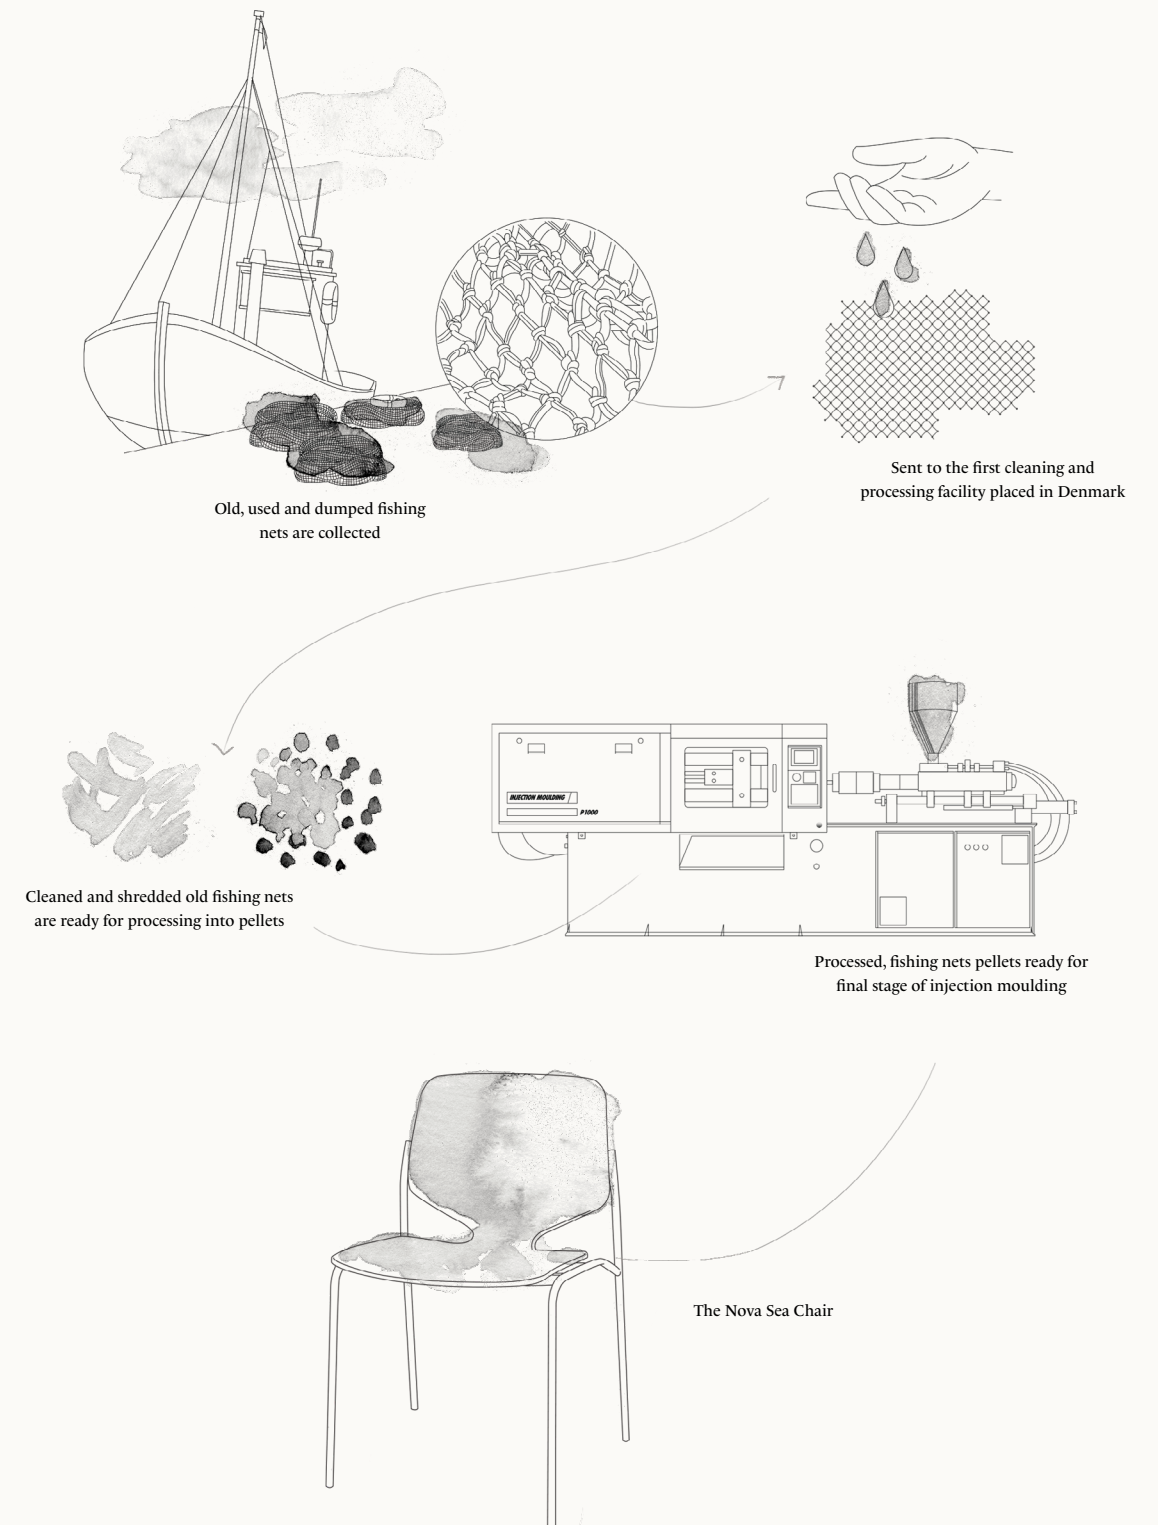 Old, used and dumped fishing
nets are collected
Sent to the first cleaning and
processing facility placed in Denmark
Cleaned and shredded old fishing nets
are ready for processing into pellets
INJECTION MOULDING
P1000
Processed, fishing nets pellets ready for
final stage of injection moulding
The Nova Sea Chair